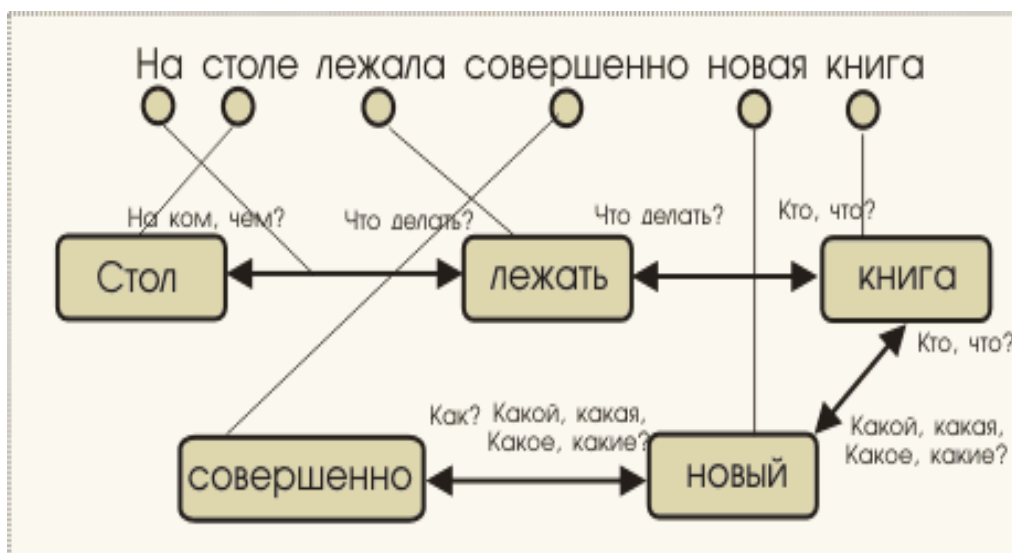 На столе лежала совершенно новая книга
На ком, чем?
Что делать?
Что делать?
Кто, что?
Стол
лежать
книга
Кто, что?
Как?
Какой, какая,
Какое, какие?
Какой, какая,
Какое, какие?
совершенно
новый